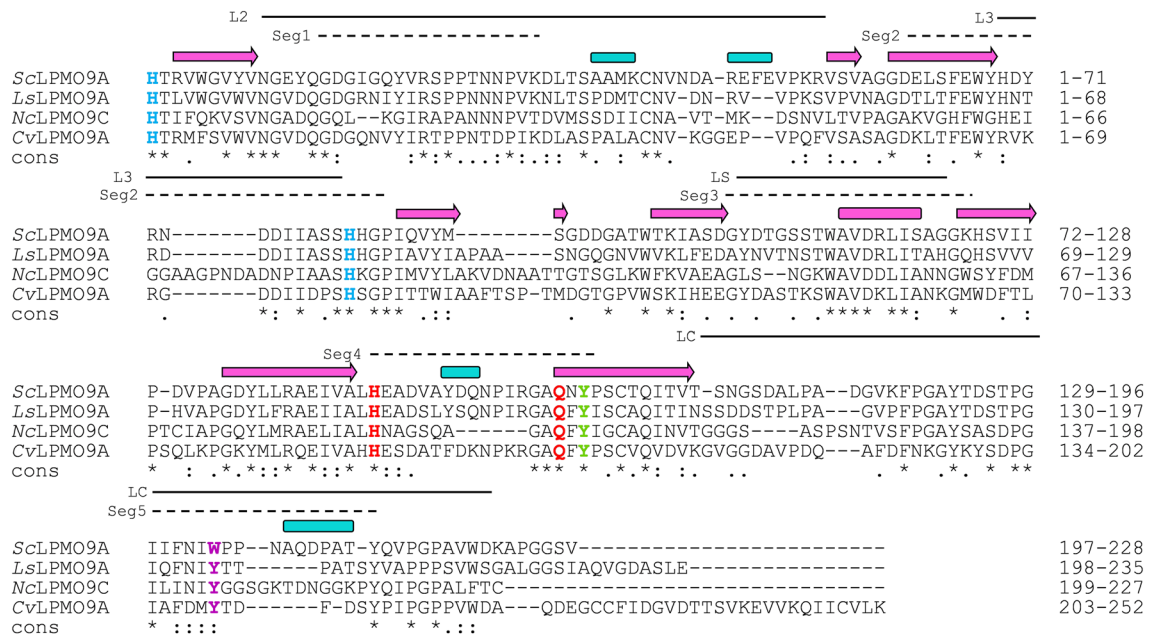 L2 L3
Seg1 Seg2
ScLPMO9A HTRVWGVYVNGEYQGDGIGQYVRSPPTNNPVKDLTSAAMKCNVNDA-REFEVPKRVSVAGGDELSFEWYHDY 1-71
LsLPMO9A HTLVWGVWVNGVDQGDGRNIYIRSPPNNNPVKNLTSPDMTCNV-DN-RV--VPKSVPVNAGDTLTFEWYHNT 1-68
NcLPMO9C HTIFQKVSVNGADQGQL--KGIRAPANNNPVTDVMSSDIICNA-VT-MK--DSNVLTVPAGAKVGHFWGHEI 1-66
CvLPMO9A HTRMFSVWVNGVDQGDGQNVYIRTPPNTDPIKDLASPALACNV-KGGEP--VPQFVSASAGDKLTFEWYRVK 1-69
cons ** . * *** ** : :*:*...:*:.:: * .: ** . .: :. ** .: * :
L3 LS
Seg2 Seg3
ScLPMO9A RN-------DDIIASSHHGPIQVYM--------SGDDGATWTKIASDGYDTGSSTWAVDRLISAGGKHSVII 72-128
LsLPMO9A RD-------DDIIASSHHGPIAVYIAPAA----SNGQGNVWVKLFEDAYNVTNSTWAVDRLITAHGQHSVVV 69-129
NcLPMO9C GGAAGPNDADNPIAASHKGPIMVYLAKVDNAATTGTSGLKWFKVAEAGLS--NGKWAVDDLIANNGWSYFDM 67-136
CvLPMO9A RG-------DDIIDPSHSGPITTWIAAFTSP-TMDGTGPVWSKIHEEGYDASTKSWAVDKLIANKGMWDFTL 70-133
cons . *: * :* *** .:: . * *: . . . . **** **: * . :
LC
Seg4
ScLPMO9A P-DVPAGDYLLRAEIVALHEADVAYDQNPIRGAQNYPSCTQITVT-SNGSDALPA--DGVKFPGAYTDSTPG 129-196
LsLPMO9A P-HVAPGDYLFRAEIIALHEADSLYSQNPIRGAQFYISCAQITINSSDDSTPLPA--GVPFPGAYTDSTPG 130-197
NcLPMO9C PTCIAPGQYLMRAELIALHNAGSQA------GAQFYIGCAQINVTGGGS----ASPSNTVSFPGAYSASDPG 137-198
CvLPMO9A PSQLKPGKYMLRQEIVAHHESDATFDKNPKRGAQFYPSCVQVDVKGVGGDAVPDQ--AFDFNKGYKYSDPG 134-202
LC
Seg5
ScLPMO9A IIFNIWPP--NAQDPAT-YQVPGPAVWDKAPGGSV------------------------- 197-228
LsLPMO9A IQFNIYTT------PATSYVAPPPSVWSGALGGSIAQVGDASLE---------------- 198-235
NcLPMO9C ILINIYGGSGKTDNGGKPYQIPGPALFTC------------------------------- 199-227
CvLPMO9A IAFDMYTD------F-DSYPIPGPPVWDA--QDEGCCFIDGVDTTSVKEVVKQIICVLK 203-252
cons * :::: * * *.::